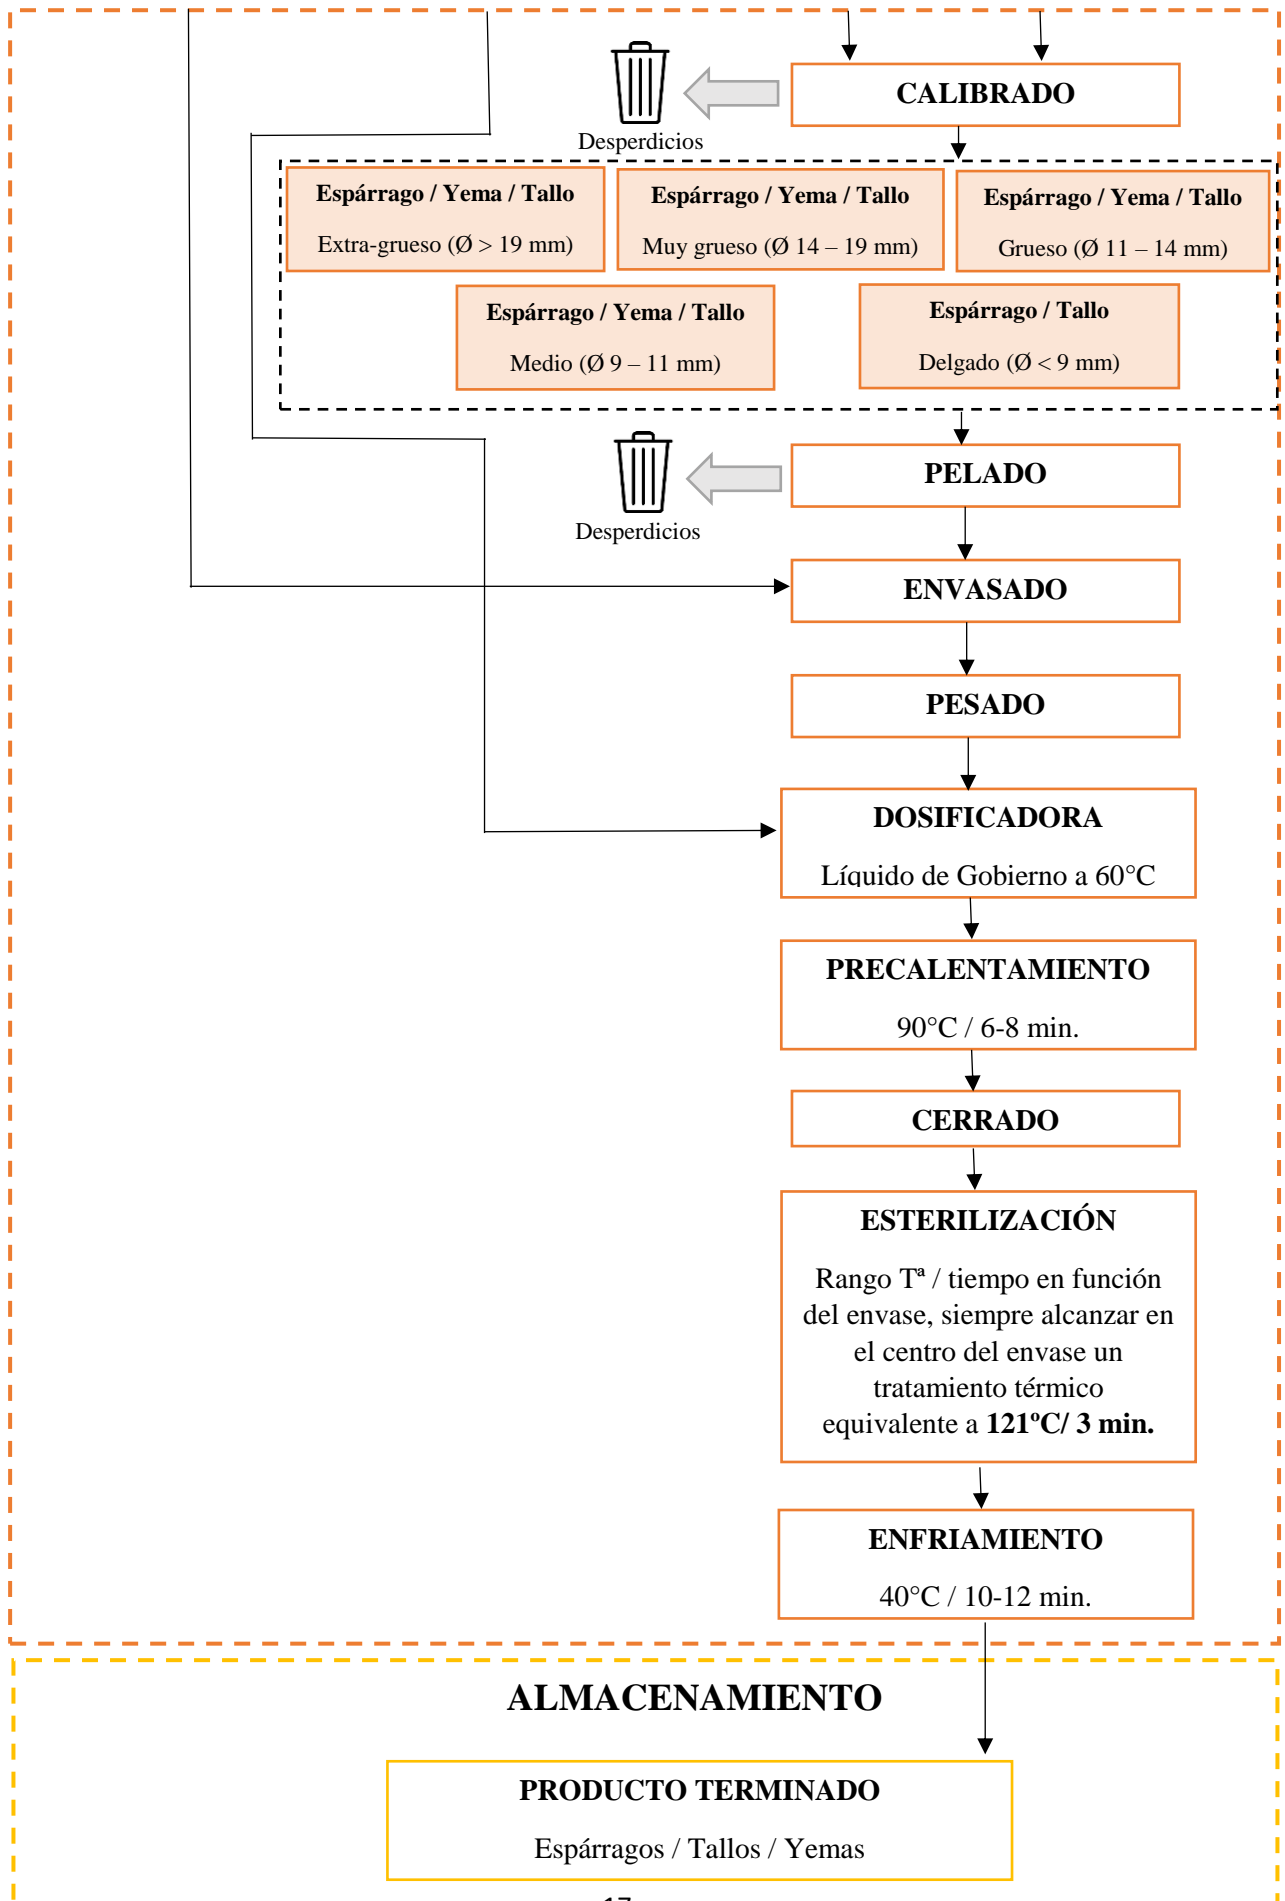 CALIBRADO
Desperdicios
Espárrago / Yema / Tallo
Extra-grueso (Ø > 19 mm)
Espárrago / Yema / Tallo
Muy grueso (Ø 14 – 19 mm)
Espárrago / Yema / Tallo
Grueso (Ø 11 – 14 mm)
Espárrago / Yema / Tallo
Medio (Ø 9 – 11 mm)
Espárrago / Tallo
Delgado (Ø < 9 mm)
PELADO
Desperdicios
ENVASADO
PESADO
DOSIFICADORA
Líquido de Gobierno a 60°C
PRECALENTAMIENTO
90°C / 6-8 min.
CERRADO
ESTERILIZACIÓN
Rango Tª / tiempo en función
del envase, siempre alcanzar en
el centro del envase un
tratamiento térmico
equivalente a 121ºC/ 3 min.
ENFRIAMIENTO
40°C / 10-12 min.
ALMACENAMIENTO
PRODUCTO TERMINADO
Espárragos / Tallos / Yemas